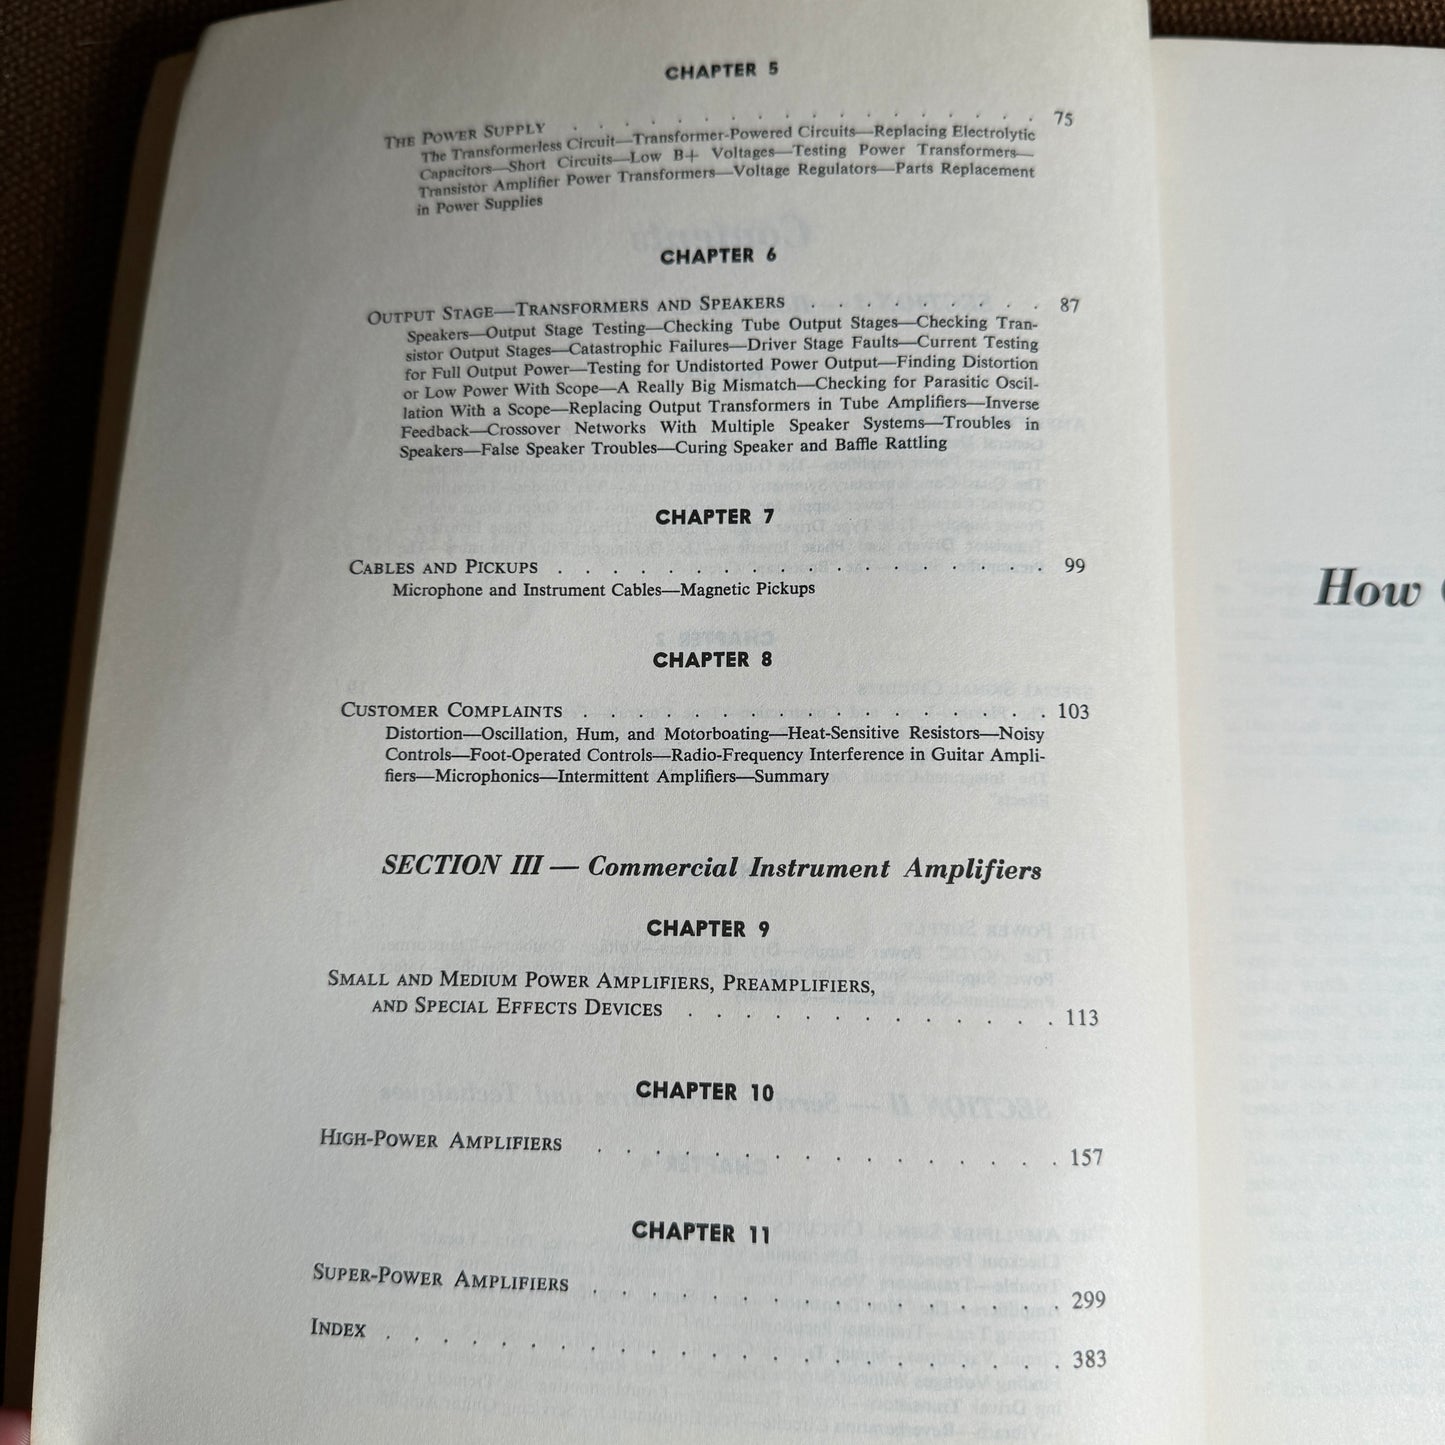 CHAPTER 5
THE POWER SUPPLY . . . . . . . . . . . . . . . . . . 75
The Transformerless Circuit—Transformer-Powered Circuits—Replacing Electrolytic
Capacitors—Short Circuits—Low B+ Voltages—Testing Power Transformers—
Transistor Amplifier Power Transformers—Voltage Regulators—Parts Replacement
in Power Supplies
CHAPTER 6
OUTPUT STAGE—TRANSFORMERS AND SPEAKERS . . . . . . . . . 87
Speakers—Output Stage Testing—Checking Tube Output Stages—Checking Tran-
sistor Output Stages—Catastrophic Failures—Driver Stage Faults—Current Testing
for Full Output Power—Testing for Undistorted Power Output—Finding Distortion
or Low Power With Scope—A Really Big Mismatch—Checking for Parasitic Oscil-
lation With a Scope—Replacing Output Transformers in Tube Amplifiers—Inverse
Feedback—Crossover Networks With Multiple Speaker Systems—Troubles in
Speakers—False Speaker Troubles—Curing Speaker and Baffle Rattling
CHAPTER 7
CABLES AND PICKUPS . . . . . . . . . . . . . . . . . . 99
Microphone and Instrument Cables—Magnetic Pickups
CHAPTER 8
CUSTOMER COMPLAINTS . . . . . . . . . . . . . . . . . 103
Distortion—Oscillation, Hum, and Motorboating—Heat-Sensitive Resistors—Noisy
Controls—Foot-Operated Controls—Radio-Frequency Interference in Guitar Ampli-
fiers—Microphonics—Intermittent Amplifiers—Summary
SECTION III — Commercial Instrument Amplifiers
CHAPTER 9
SMALL AND MEDIUM POWER AMPLIFIERS, PREAMPLIFIERS,
AND SPECIAL EFFECTS DEVICES . . . . . . . . . . . . . 113
CHAPTER 10
HIGH-POWER AMPLIFIERS . . . . . . . . . . . . . . . . 157
CHAPTER 11
SUPER-POWER AMPLIFIERS . . . . . . . . . . . . . . . . 299
INDEX . . . . . . . . . . . . . . . . . . . . . . . . 383
How